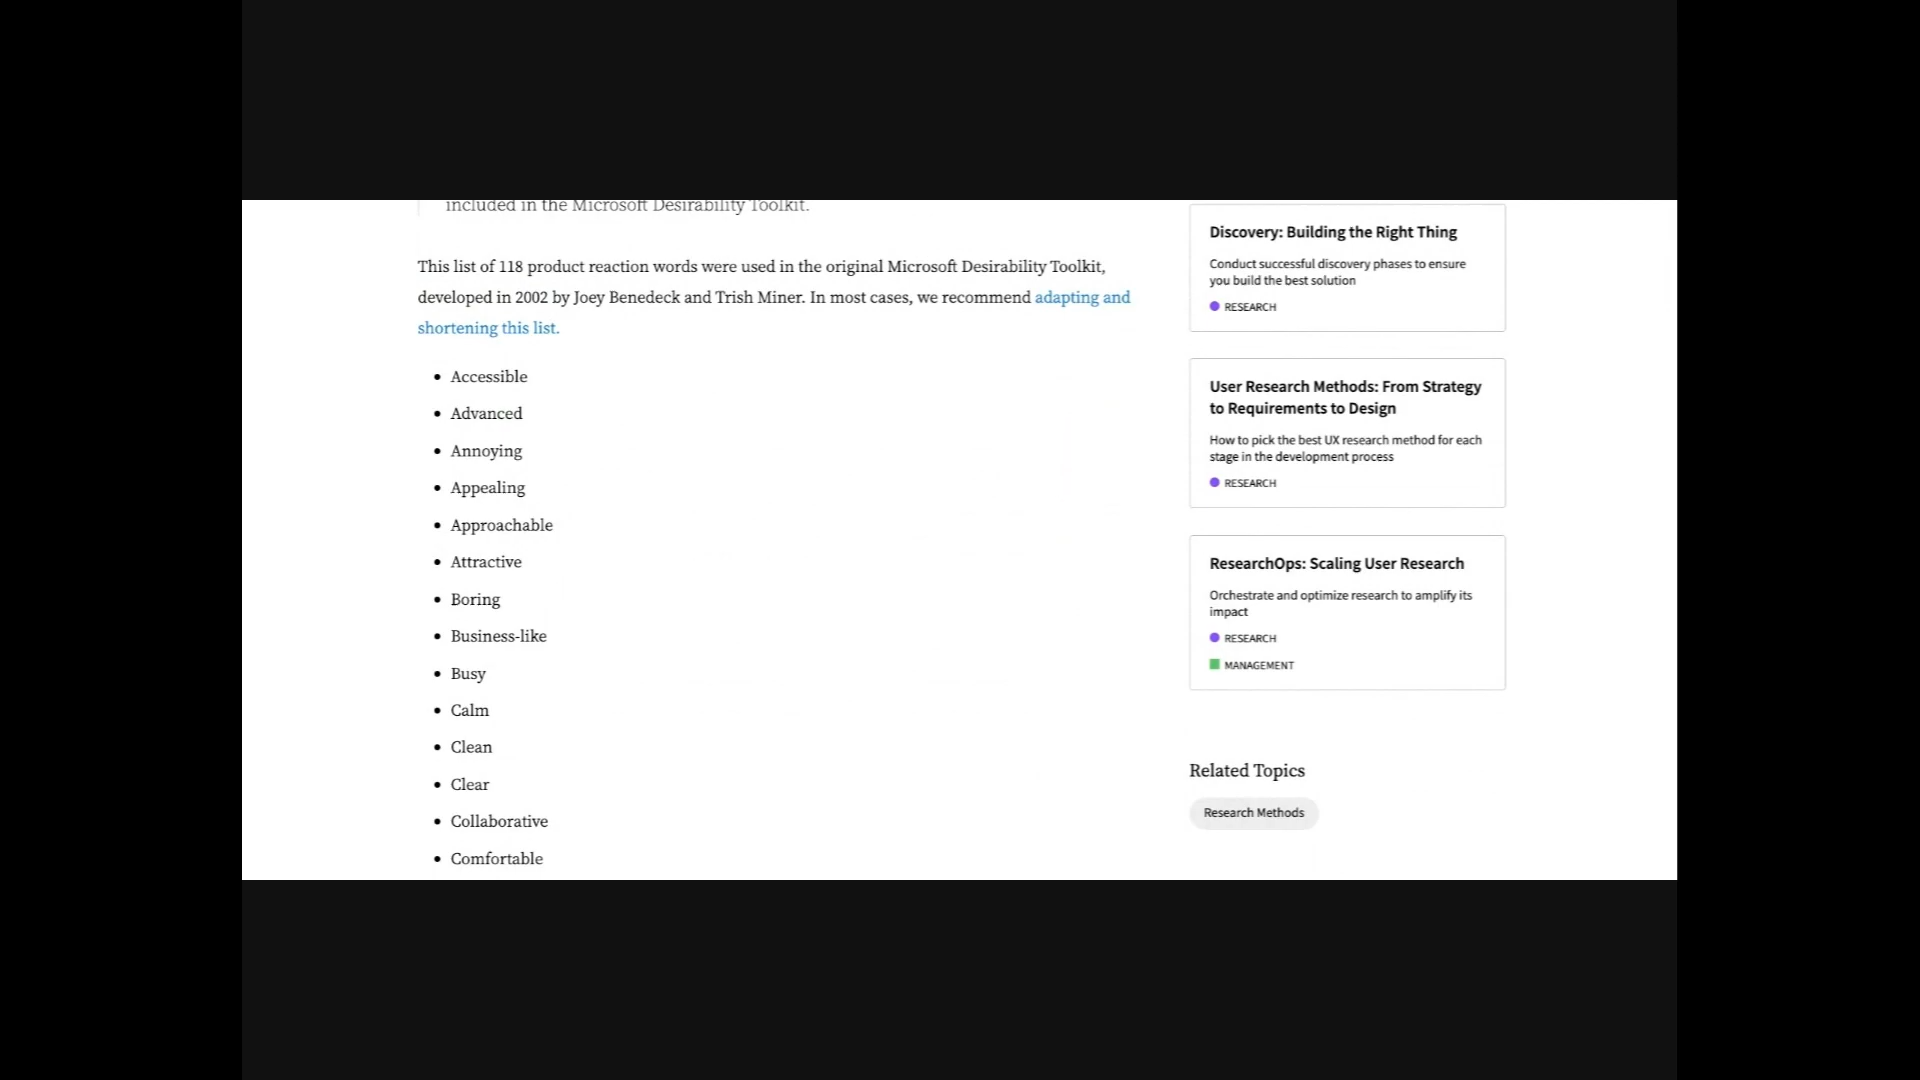 included in the Microsoft Desirability Toolkit.
This list of 118 product reaction words were used in the original Microsoft Desirability Toolkit,
developed in 2002 by Joey Benedeck and Trish Miner. In most cases, we recommend adapting and
shortening this list.
Accessible
Advanced
Annoying
Appealing
Approachable
Attractive
Boring
Business-like
Busy
Calm
Clean
Clear
Collaborative
Comfortable
Discovery: Building the Right Thing
Conduct successful discovery phases to ensure
you build the best solution
RESEARCH
User Research Methods: From Strategy
to Requirements to Design
How to pick the best UX research method for each
stage in the development process
RESEARCH
ResearchOps: Scaling User Research
Orchestrate and optimize research to amplify its
impact
RESEARCH
MANAGEMENT
Related Topics
Research Methods